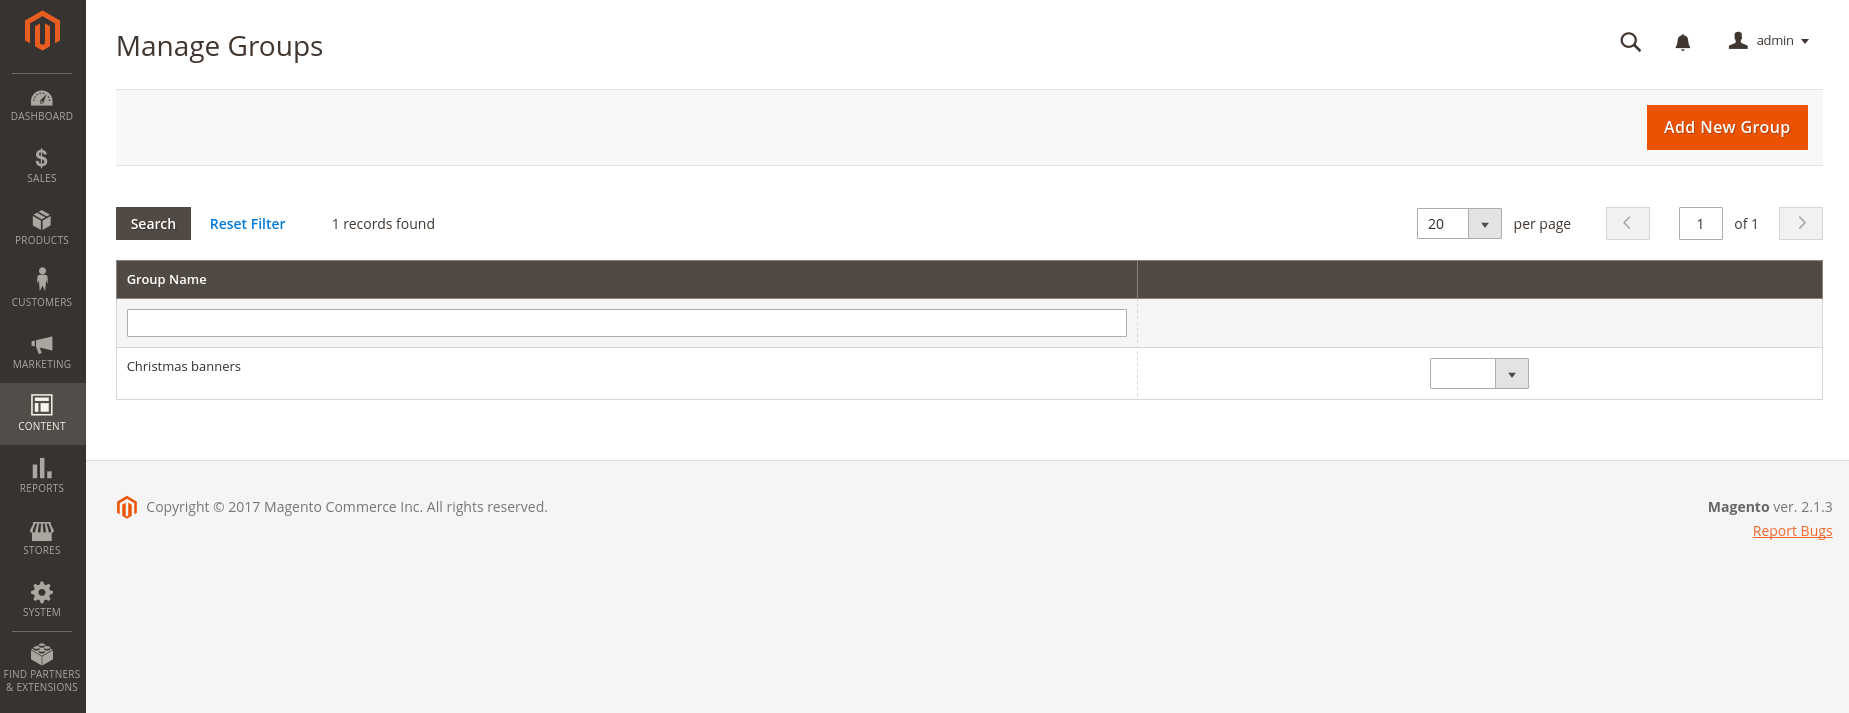 Manage Groups
admin
DASHBOARD
SALES
PRODUCTS
CUSTOMERS
MARKETING
CONTENT
REPORTS
STORES
SYSTEM
FIND PARTNERS
& EXTENSIONS
Add New Group
Search Reset Filter 1 records found 20 per page 1 of 1
Group Name
Christmas banners
Copyright © 2017 Magento Commerce Inc. All rights reserved.
Magento ver. 2.1.3
Report Bugs